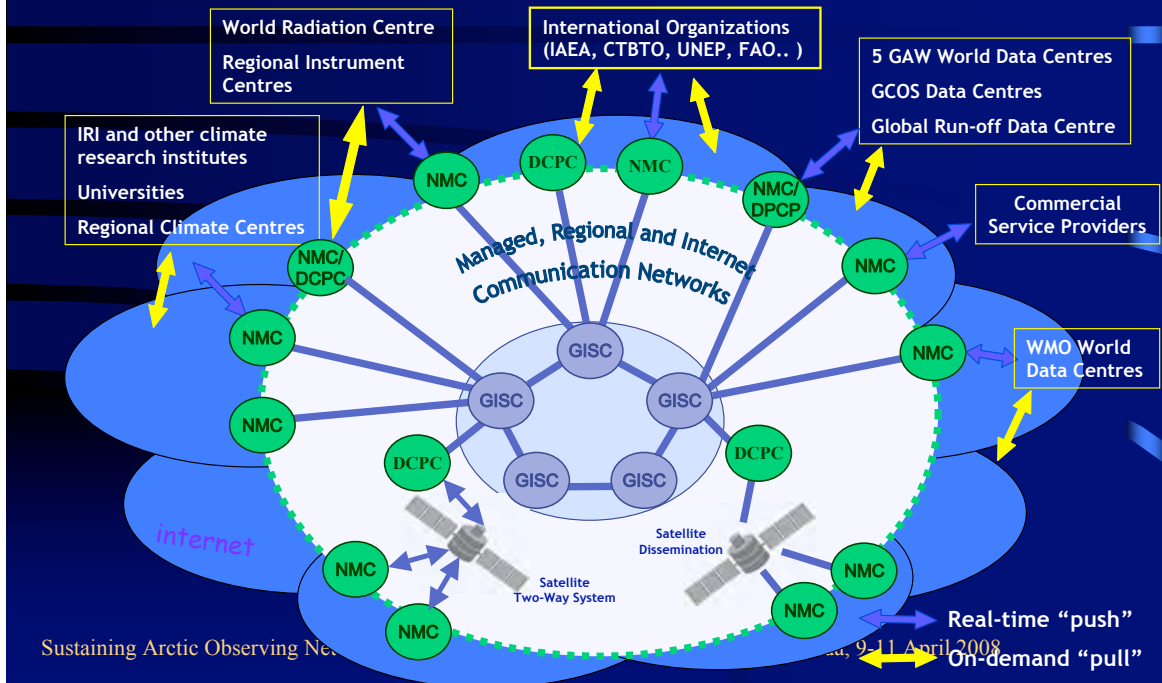 World Radiation Centre
Regional Instrument
Centres
International Organizations
(IAEA, CTBTO, UNEP, FAO.. )
5 GAW World Data Centres
GCOS Data Centres
Global Run-off Data Centre
IRI and other climate
research institutes
Universities
Regional Climate Centres
Commercial
Service Providers
WMO World
Data Centres
NMC
DCPC
NMC
NMC/
DPCP
NMC/
DCPC
NMC
NMC
NMC
NMC
Managed, Regional and Internet
Communication Networks
GISC
GISC
GISC
GISC
GISC
DCPC
DCPC
internet
Satellite
Dissemination
Satellite
Two-Way System
NMC
NMC
NMC
NMC
Real-time “push”
On-demand “pull”
Sustaining Arctic Observing
9-11 April 2008